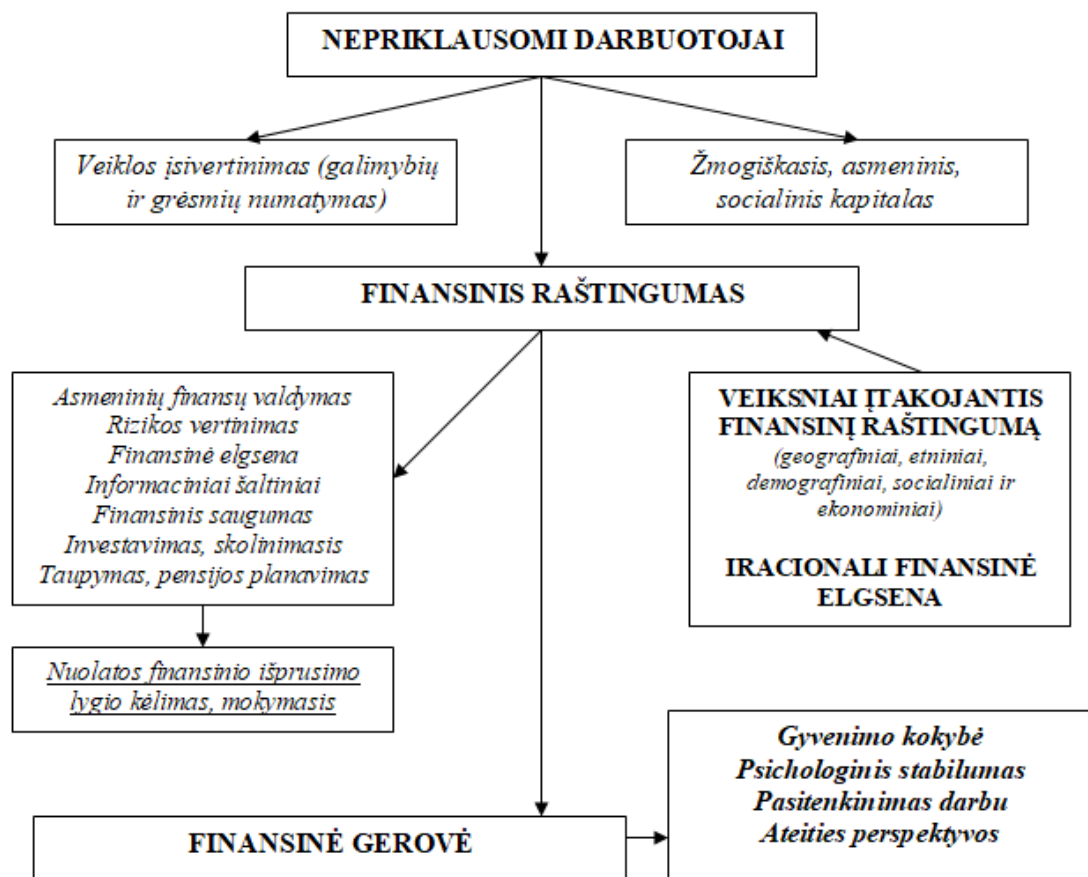 NEPRIKLAUSOMI DARBUOTOJAI
Veiklos įsivertinimas (galimybių
ir grėsmių numatymas)
Žmogiškasis, asmeninis,
socialinis kapitalas
FINANSINIS RAŠTINGUMAS
Asmeninių finansų valdymas
Rizikos vertinimas
Finansinė elgsena
Informaciniai šaltiniai
Finansinis saugumas
Investavimas, skolinimasis
Taupymas, pensijos planavimas
VEIKSNIAI ĮTAKOJANTIS
FINANSINĮ RAŠTINGUMĄ
(geografiniai, etniniai,
demografiniai, socialiniai ir
ekonominiai)
IRACIONALI FINANSINĖ
ELGSENA
Nuolatos finansinio išprusimo
lygio kėlimas, mokymasis
Gyvenimo kokybė
Psichologinis stabilumas
Pasitenkinimas darbu
Ateities perspektyvos
FINANSINĖ GEROVĖ